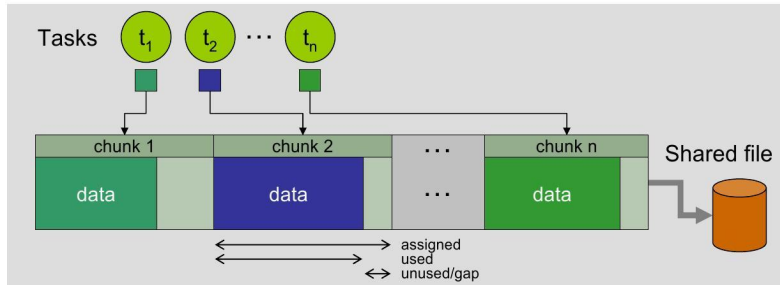 Tasks t1 t2 ··· tn
chunk 1 chunk 2 ··· chunk n
Shared file
data data ··· data
assigned
used
unused/gap